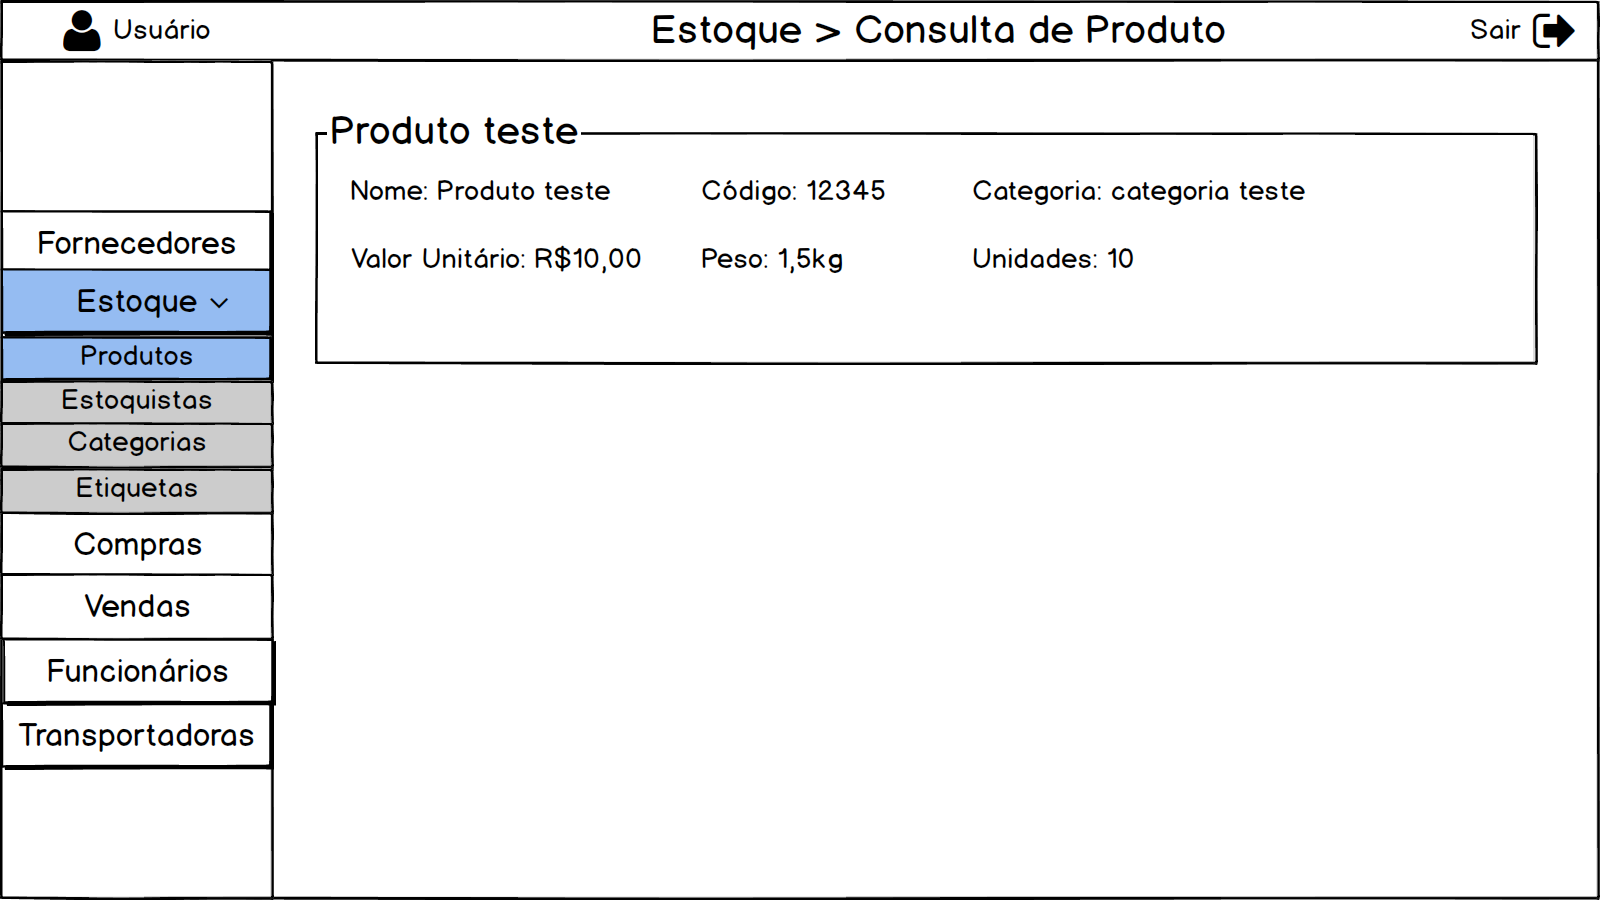 Usuário
Estoque > Consulta de Produto
Sair
Fornecedores
Estoque
Produtos
Estoquistas
Categorias
Etiquetas
Compras
Vendas
Funcionários
Transportadoras
Produto teste
Nome: Produto teste
Código: 12345
Categoria: categoria teste
Valor Unitário: R$10,00
Peso: 1,5kg
Unidades: 10